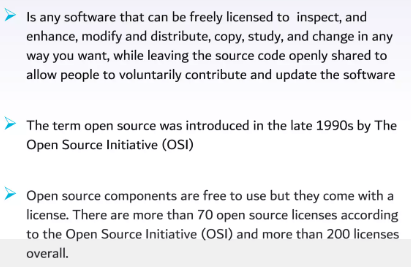 Is any software that can be freely licensed to inspect, and
enhance, modify and distribute, copy, study, and change in any
way you want, while leaving the source code openly shared to
allow people to voluntarily contribute and update the software
The term open source was introduced in the late 1990s by The
Open Source Initiative (OSI)
Open source components are free to use but they come with a
license. There are more than 70 open source licenses according
to the Open Source Initiative (OSI) and more than 200 licenses
overall.